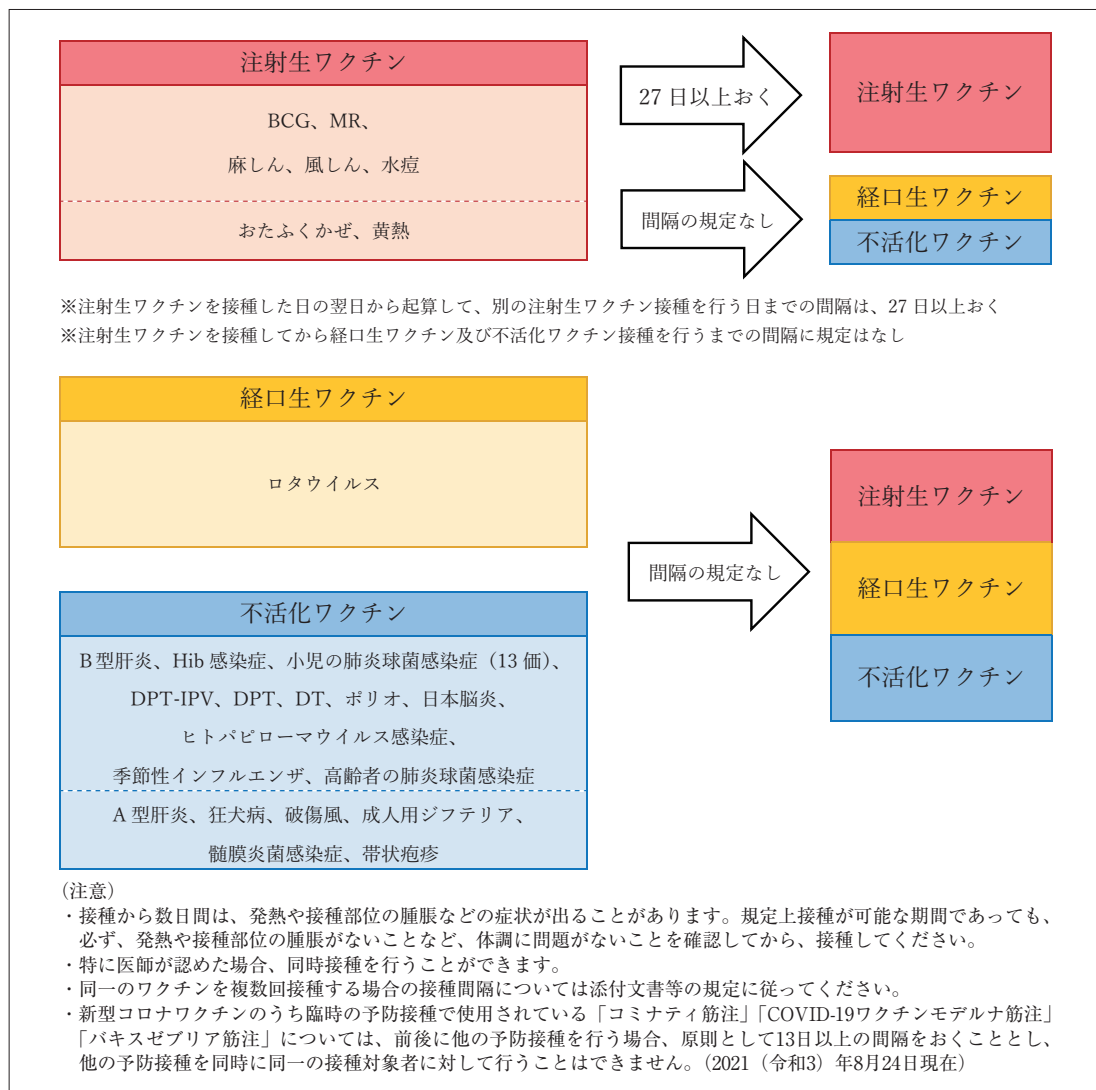 注射生ワクチン
BCG、MR、
麻しん、風しん、水痘
おたふくかぜ、黄熱
27 日以上おく
注射生ワクチン
間隔の規定なし
経口生ワクチン
不活化ワクチン
※注射生ワクチンを接種した日の翌日から起算して、別の注射生ワクチン接種を行う日までの間隔は、27 日以上おく
※注射生ワクチンを接種してから経口生ワクチン及び不活化ワクチン接種を行うまでの間隔に規定はなし
経口生ワクチン
ロタウイルス
不活化ワクチン
B 型肝炎、Hib 感染症、小児の肺炎球菌感染症（13 価）、
DPT-IPV、DPT、DT、ポリオ、日本脳炎、
ヒトパピローマウイルス感染症、
季節性インフルエンザ、高齢者の肺炎球菌感染症
A 型肝炎、狂犬病、破傷風、成人用ジフテリア、
髄膜炎菌感染症、帯状疱疹
間隔の規定なし
注射生ワクチン
経口生ワクチン
不活化ワクチン
（注意）
・接種から数日間は、発熱や接種部位の腫脹などの症状が出ることがあります。規定上接種が可能な期間であっても、
必ず、発熱や接種部位の腫脹がないことなど、体調に問題がないことを確認してから、接種してください。
・特に医師が認めた場合、同時接種を行うことができます。
・同一のワクチンを複数回接種する場合の接種間隔については添付文書等の規定に従ってください。
・新型コロナワクチンのうち臨時の予防接種で使用されている「コミナティ筋注」「COVID-19ワクチンモデルナ筋注」
「バキスゼブリア筋注」については、前後に他の予防接種を行う場合、原則として13日以上の間隔をおくこととし、
他の予防接種を同時に同一の接種対象者に対して行うことはできません。（2021（令和3）年8月24日現在）